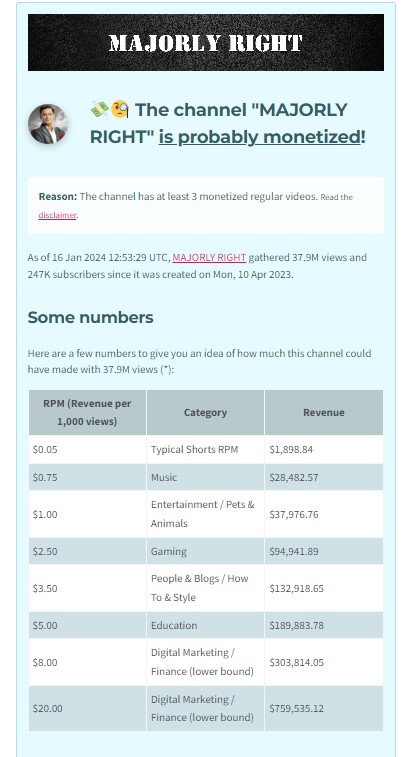 MAJORLY RIGHT
💸🧐 The channel "MAJORLY
RIGHT" is probably monetized!
Reason: The channel has at least 3 monetized regular videos. Read the
disclaimer.
As of 16 Jan 2024 12:53:29 UTC, MAJORLY RIGHT gathered 37.9M views and
247K subscribers since it was created on Mon, 10 Apr 2023.
Some numbers
Here are a few numbers to give you an idea of how much this channel could
have made with 37.9M views (*):
RPM (Revenue per
1,000 views)
Category
Revenue
$0.05 Typical Shorts RPM $1,898.84
$0.75 Music $28,482.57
$1.00 Entertainment / Pets &
Animals $37,976.76
$2.50 Gaming $94,941.89
$3.50 People & Blogs / How
To & Style $132,918.65
$5.00 Education $189,883.78
$8.00 Digital Marketing /
Finance (lower bound) $303,814.05
$20.00 Digital Marketing /
Finance (lower bound) $759,535.12